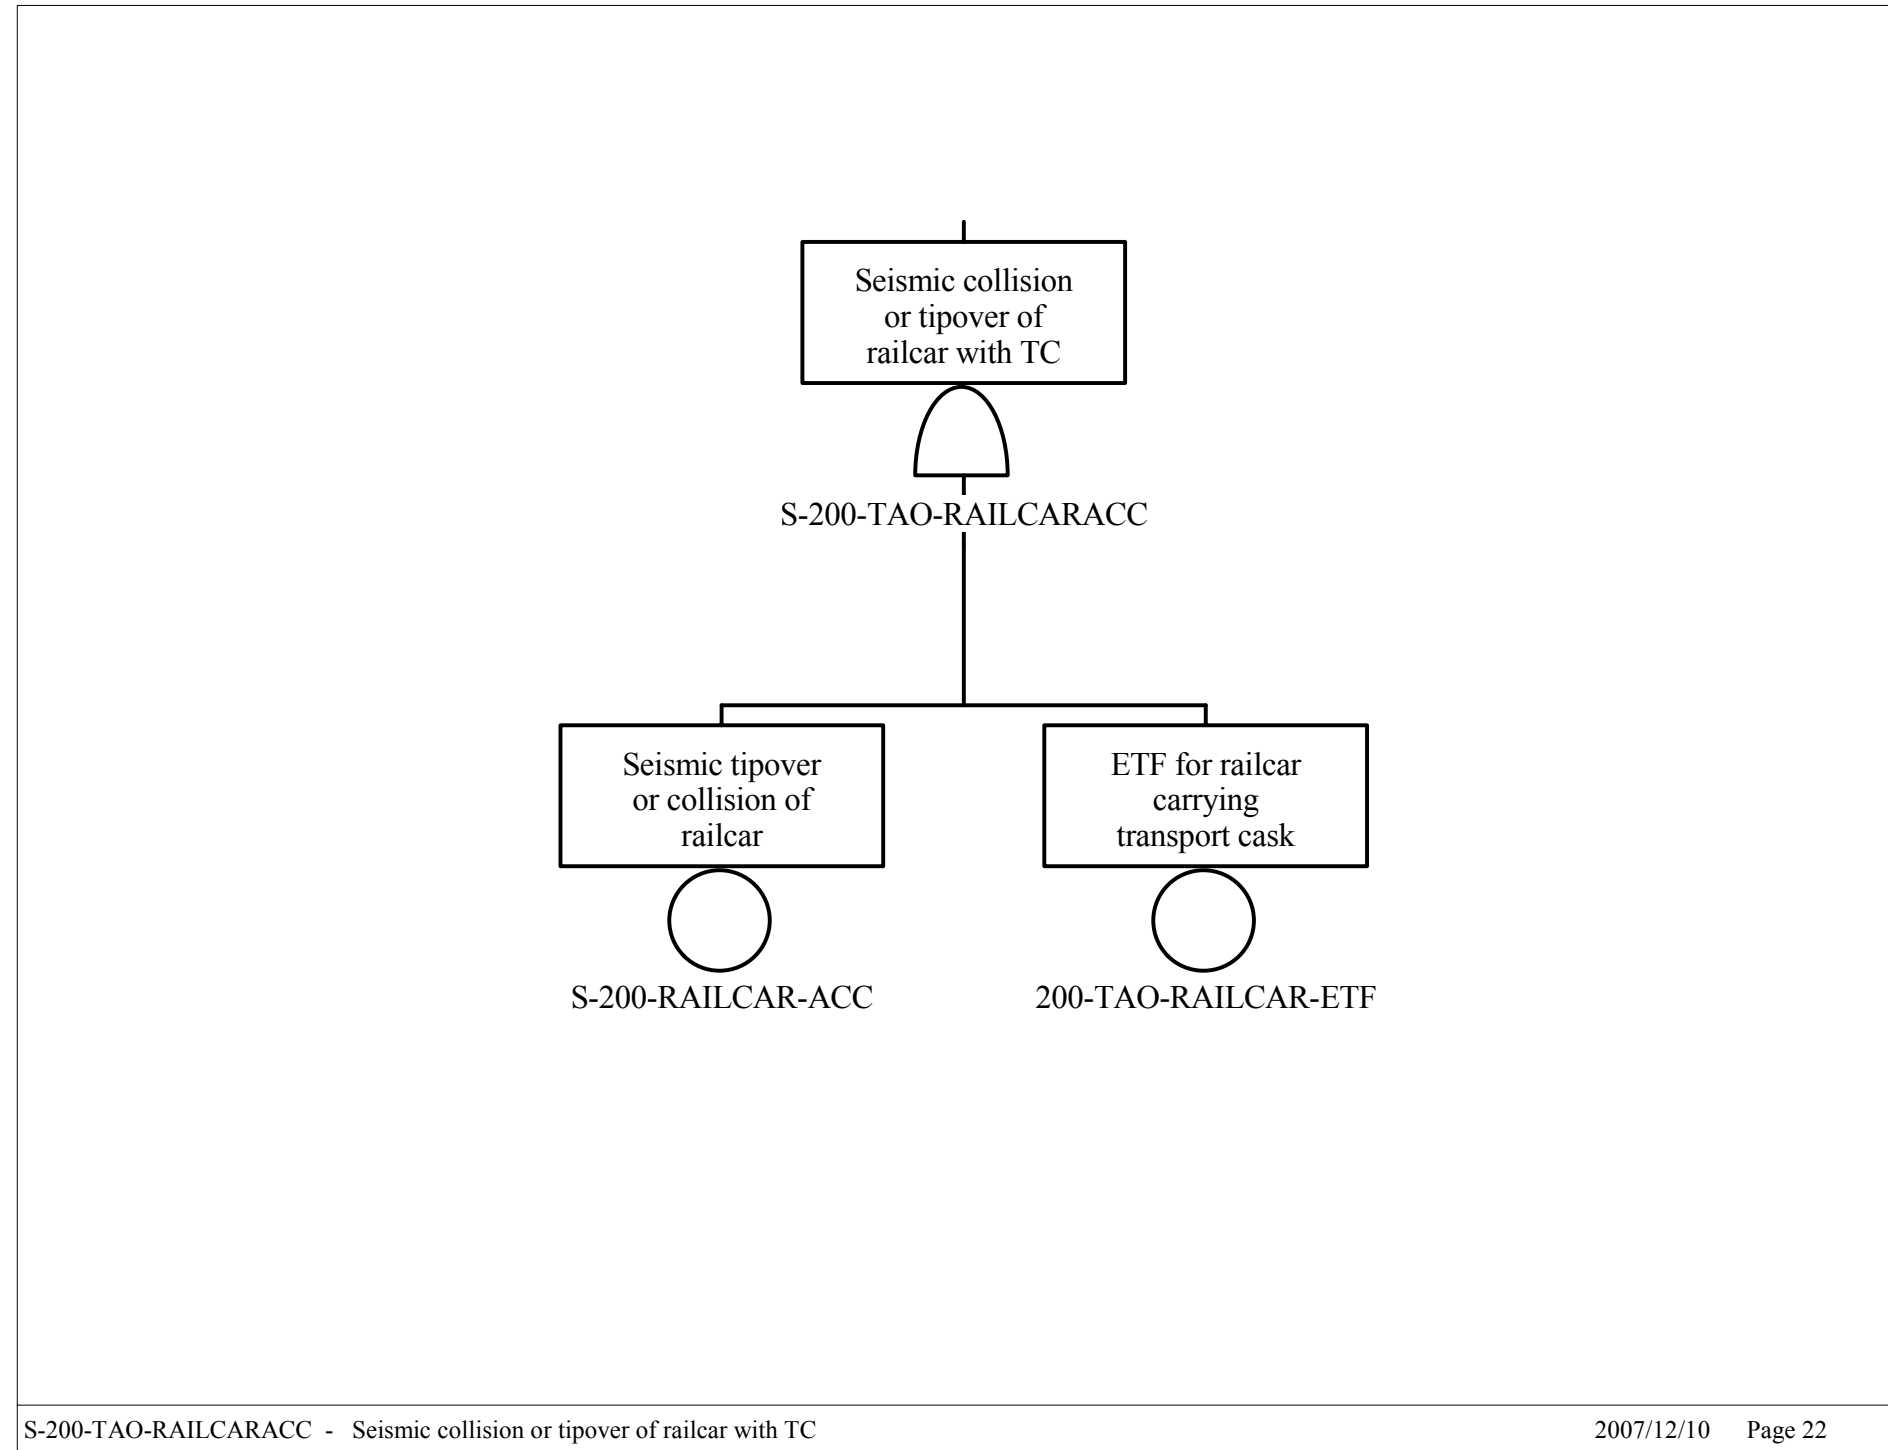 Seismic collision
or tipover of
railcar with TC
S-200-TAO-RAILCARACC
Seismic tipover
or collision of
railcar
S-200-RAILCAR-ACC
ETF for railcar
carrying
transport cask
200-TAO-RAILCAR-ETF
S-200-TAO-RAILCARACC - Seismic collision or tipover of railcar with TC 2007/12/10 Page 22